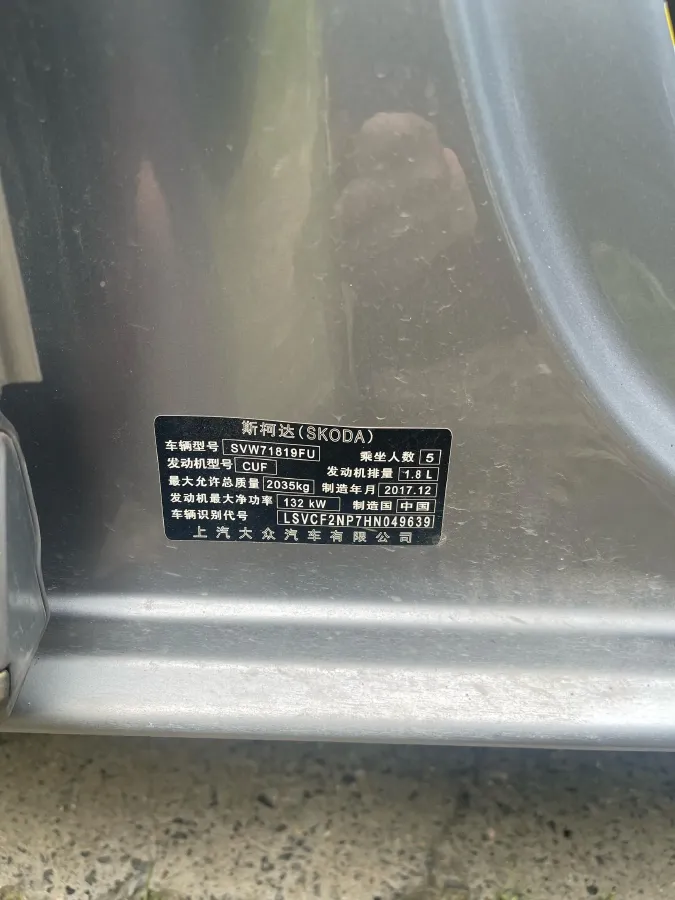 斯柯达(SKODA)
车辆型号 SVW71819FU 乘坐人数 5
发动机型号 CUF 发动机排量 1.8 L
最大允许总质量 2035kg 制造年月 2017.12
发动机最大净功率 132 kW 制造国 中国
车辆识别代号 LSVCF2NP7HN049639
上汽大众汽车有限公司